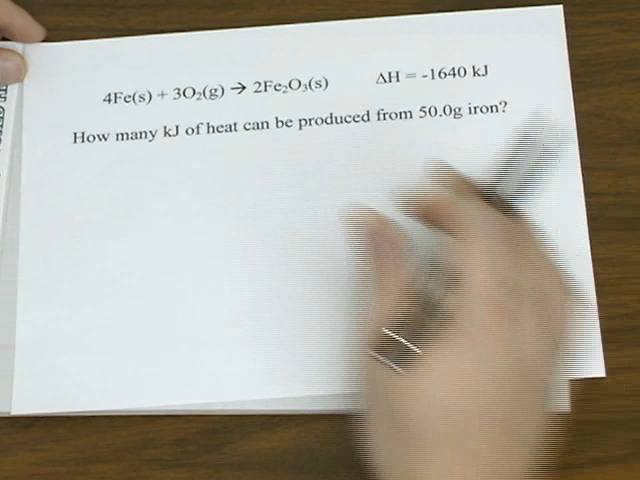 4Fe(s) + 3O₂(g) → 2Fe₂O₃(s) ΔH = -1640 kJ
How many kJ of heat can be produced from 50.0g iron?